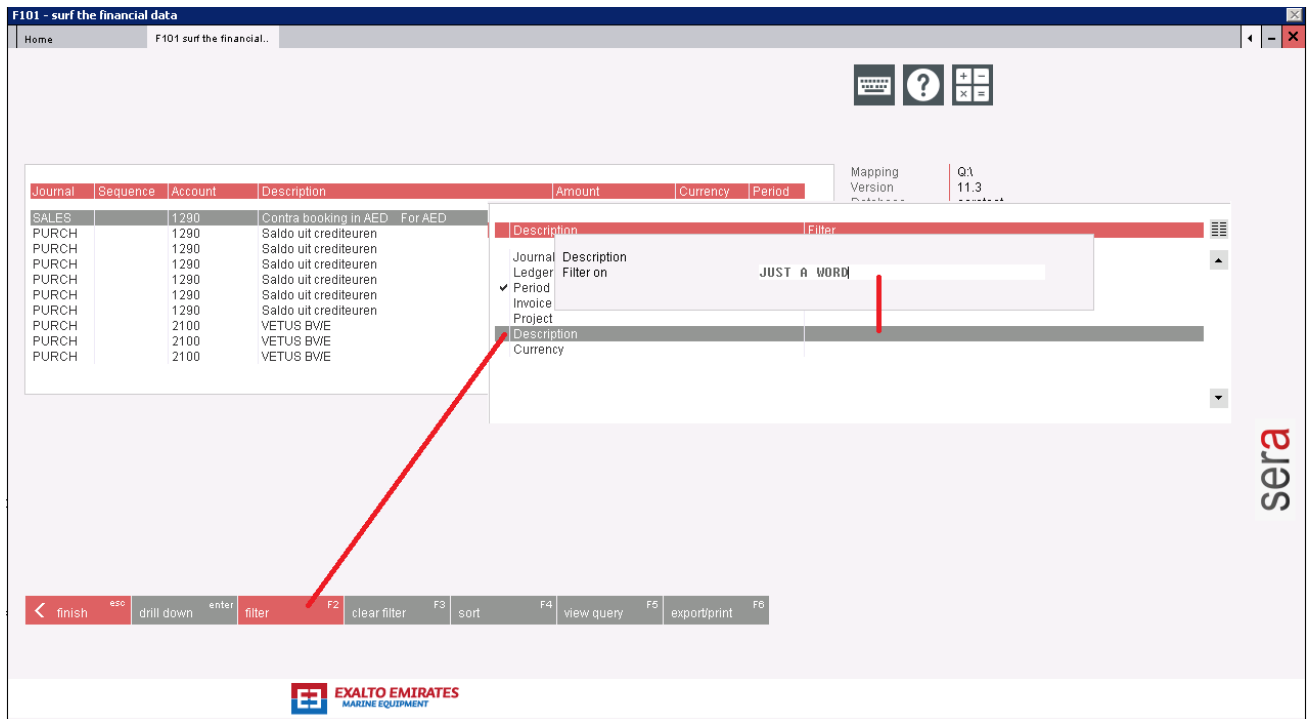 F101 - surf the financial data
Home F101 surf the financial..
Mapping Q:\
Version 11.3
Journal Sequence Account Description Amount Currency Period
SALES 1290 Contra booking in AED For AED
PURCH 1290 Saldo uit crediteuren
PURCH 1290 Saldo uit crediteuren
PURCH 1290 Saldo uit crediteuren
PURCH 1290 Saldo uit crediteuren
PURCH 1290 Saldo uit crediteuren
PURCH 1290 Saldo uit crediteuren
PURCH 2100 VETUS BV/E
PURCH 2100 VETUS BV/E
PURCH 2100 VETUS BV/E
Description Filter
Journal
Ledger
Period
Invoice
Project
Description
Currency
Description
Filter on JUST A WORD
sera
finish esc drill down enter filter F2 clear filter F3 sort F4 view query F5 export/print F6
EXALTO EMIRATES
MARINE EQUIPMENT